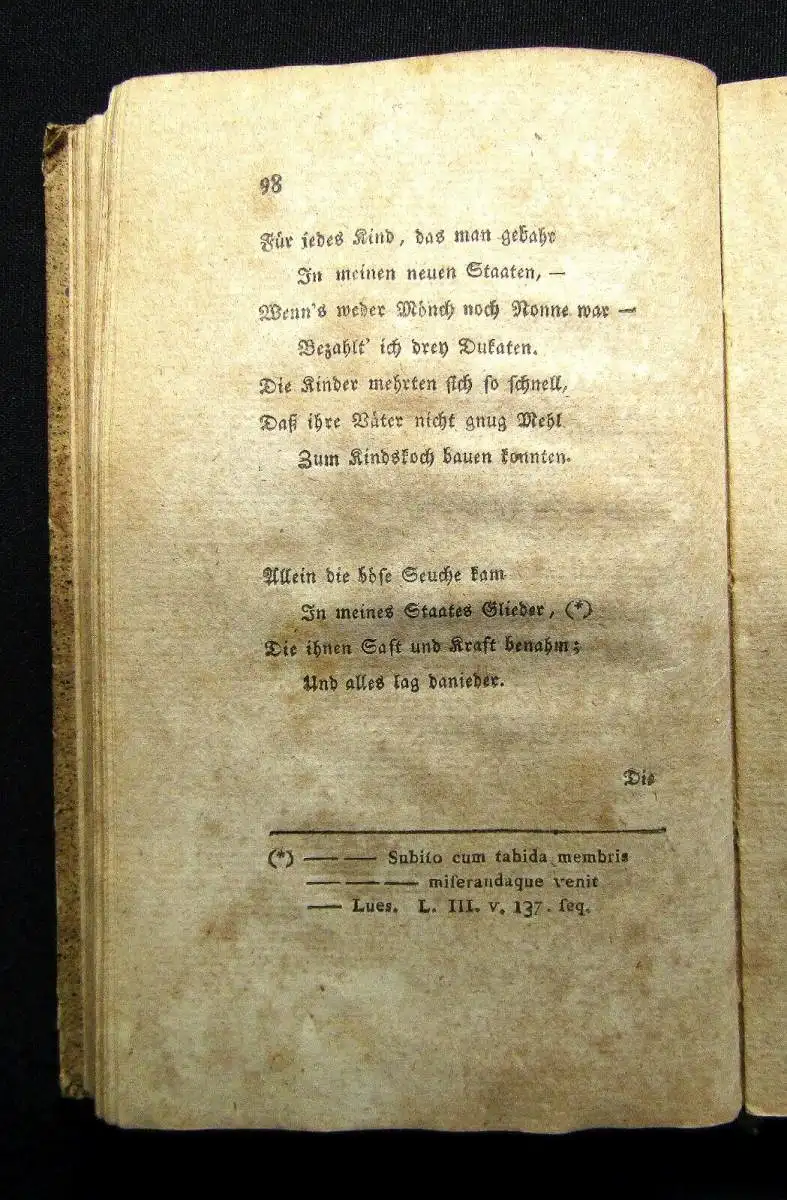 98
Für jedes Kind, das man gebahr
In meinen neuen Staaten, —
Wenn's weder Mönch noch Nonne war —
Bezahlt' ich drey Dukaten.
Die Kinder mehrten sich so schnell,
Daß ihre Väter nicht gnug Mehl
Zum Kindskoch bauen konnten.
Allein die böse Seuche kam
In meines Staates Glieder, (*)
Die ihnen Saft und Kraft benahm;
Und alles lag danieder.
Die
(*) — — Subito cum tabida membris
— — — miſerandaque venit
— Lues. L. III. v. 137. ſeq.